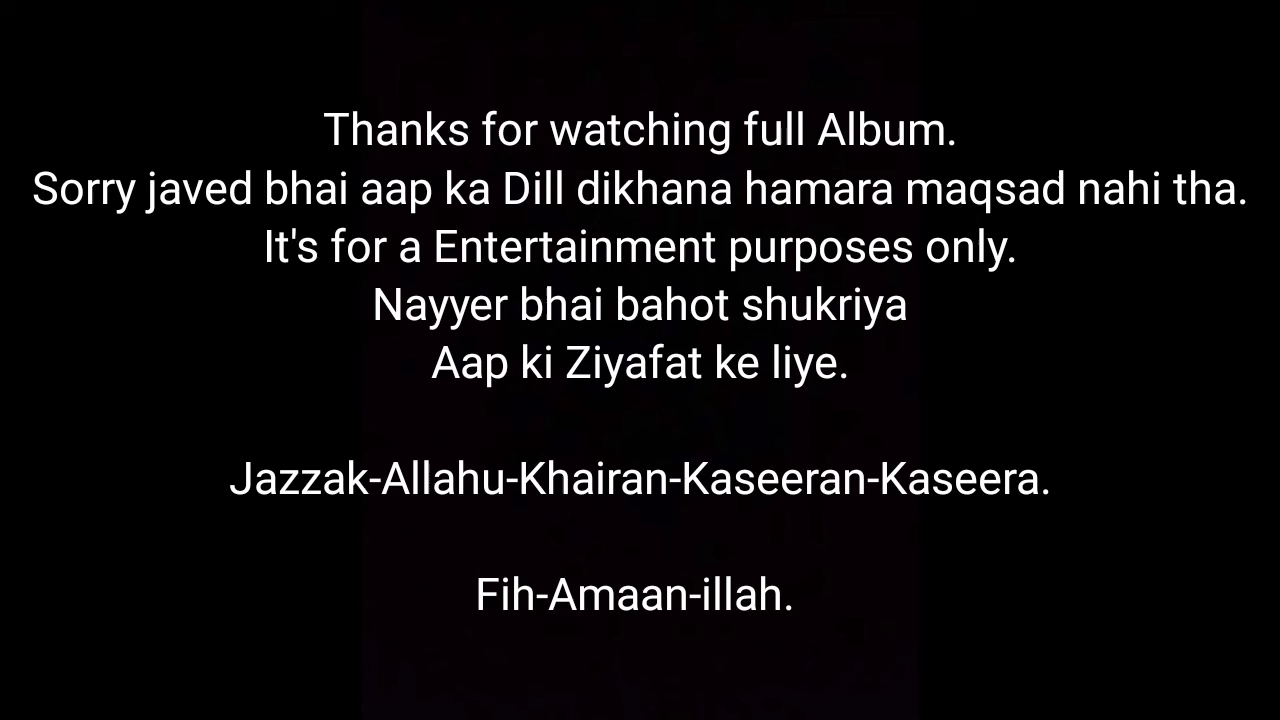 Thanks for watching full Album.
Sorry javed bhai aap ka Dill dikhana hamara maqsad nahi tha.
It's for a Entertainment purposes only.
Nayyer bhai bahot shukriya
Aap ki Ziyafat ke liye.
Jazzak-Allahu-Khairan-Kaseeran-Kaseera.
Fih-Amaan-illah.